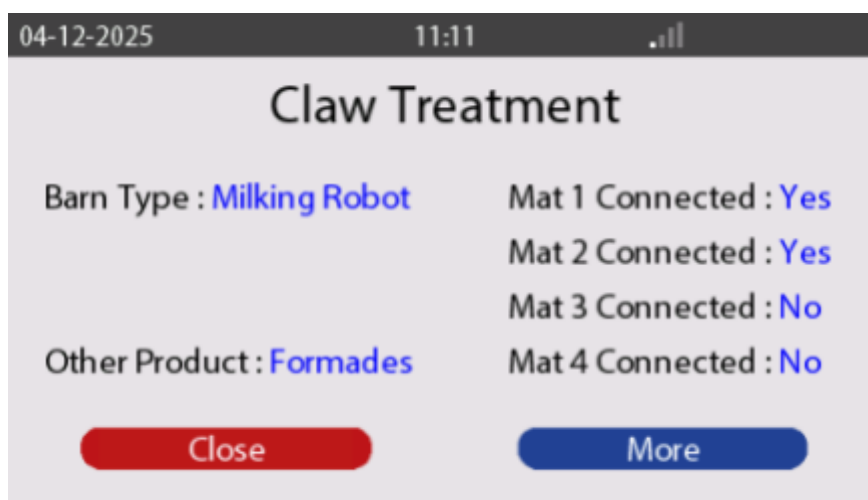 04-12-2025 11:11
Claw Treatment
Barn Type : Milking Robot
Mat 1 Connected : Yes
Mat 2 Connected : Yes
Mat 3 Connected : No
Other Product : Formades
Mat 4 Connected : No
Close
More